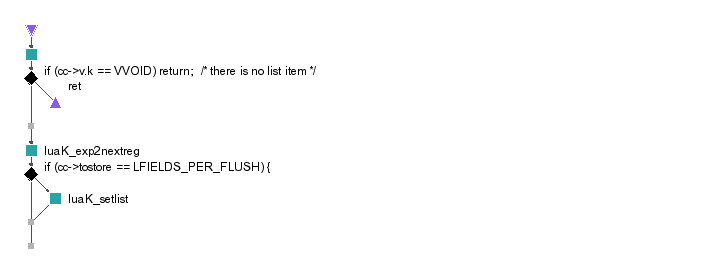 if (cc->v.k == VVOID) return;  /* there is no list item */
ret
luaK_exp2nextreg
if (cc->tostore == LFIELDS_PER_FLUSH) {
luaK_setlist